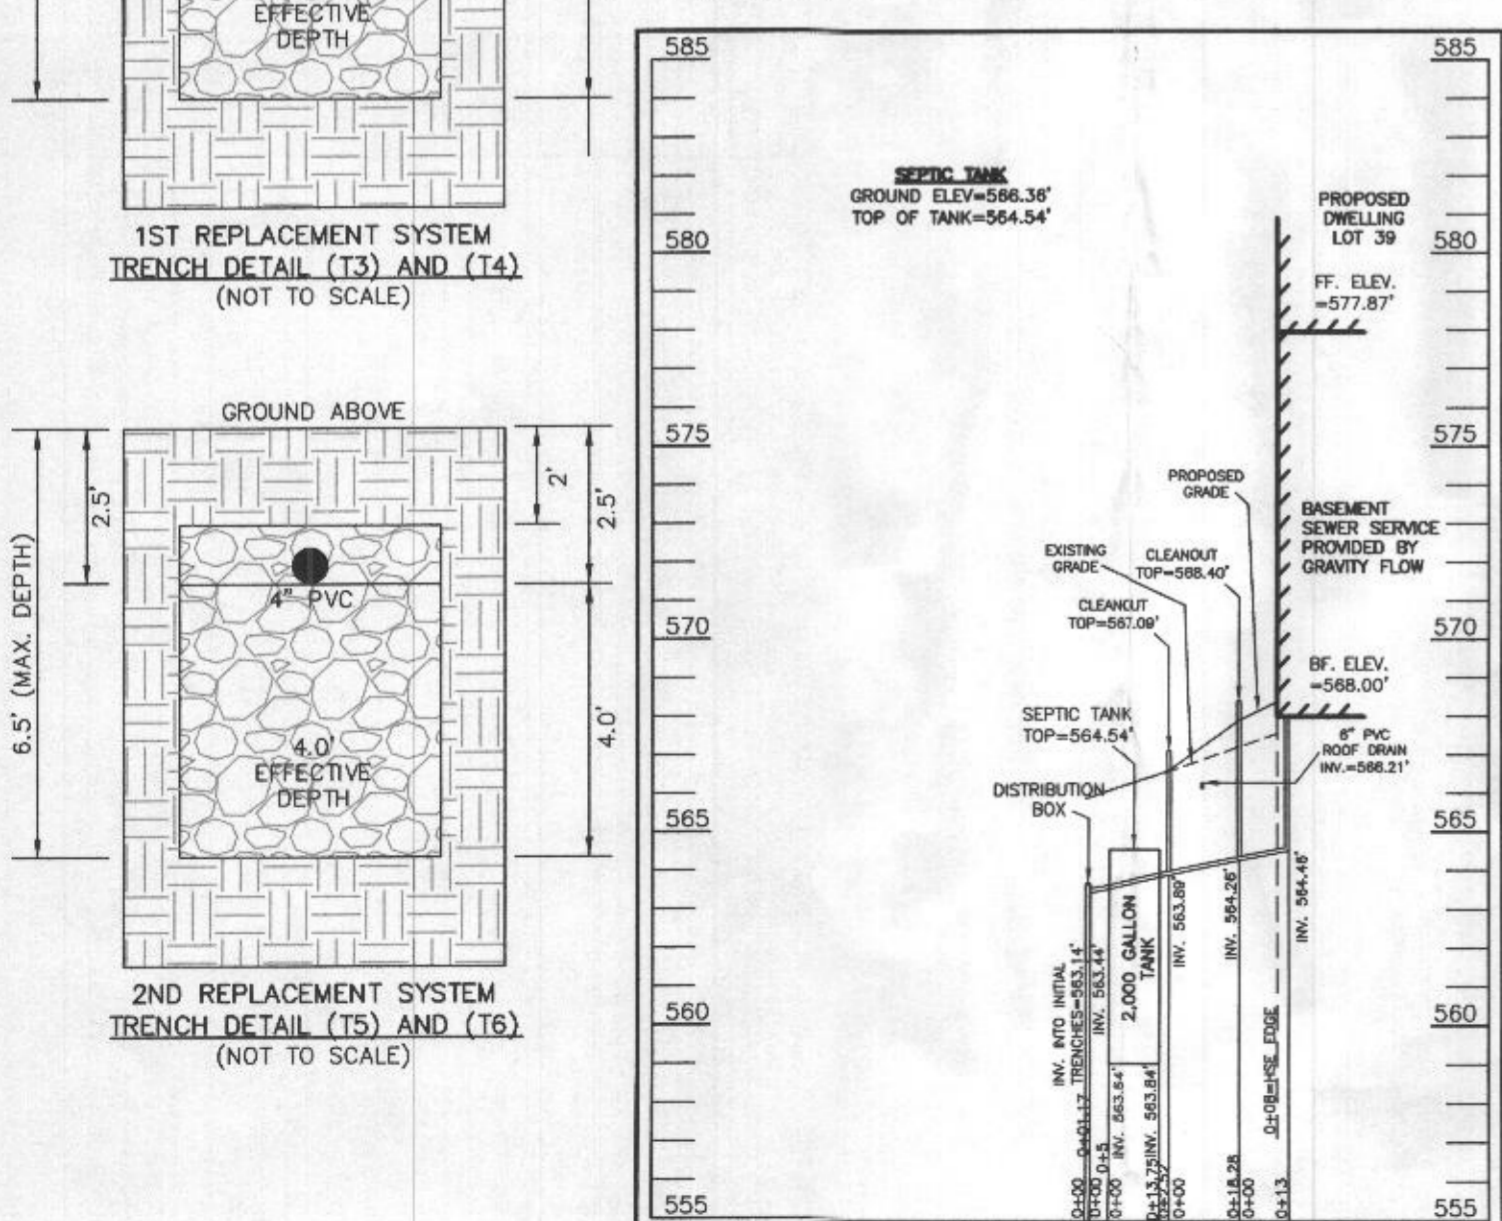 EFFECTIVE
DEPTH
1ST REPLACEMENT SYSTEM
TRENCH DETAIL (T3) AND (T4)
(NOT TO SCALE)
GROUND ABOVE
6.5' (MAX. DEPTH)
2.5'
2'
2.5'
4" PVC
4.0'
4.0'
EFFECTIVE
DEPTH
2ND REPLACEMENT SYSTEM
TRENCH DETAIL (T5) AND (T6)
(NOT TO SCALE)
585
580
575
570
565
560
555
585
580
575
570
565
560
555
SEPTIC TANK
GROUND ELEV=566.36'
TOP OF TANK=564.54'
PROPOSED
DWELLING
LOT 39
FF. ELEV.
=577.87'
PROPOSED
GRADE
BASEMENT
SEWER SERVICE
PROVIDED BY
GRAVITY FLOW
EXISTING
GRADE
CLEANOUT
TOP=568.40'
CLEANOUT
TOP=567.09'
BF. ELEV.
=568.00'
SEPTIC TANK
TOP=564.54'
6" PVC
ROOF DRAIN
INV.=566.21'
DISTRIBUTION
BOX
INV. INTO INITIAL
TRENCHES=563.14'
INV. 563.44'
2,000 GALLON
TANK
INV. 563.54'
INV. 563.84'
INV. 563.89'
INV. 564.26'
INV. 564.46'
0+08=HSE EDGE
0+00
0+01.17
0+00
0+5
0+00
0+13.75
0+2.52
0+00
0+18.28
0+00
0+13